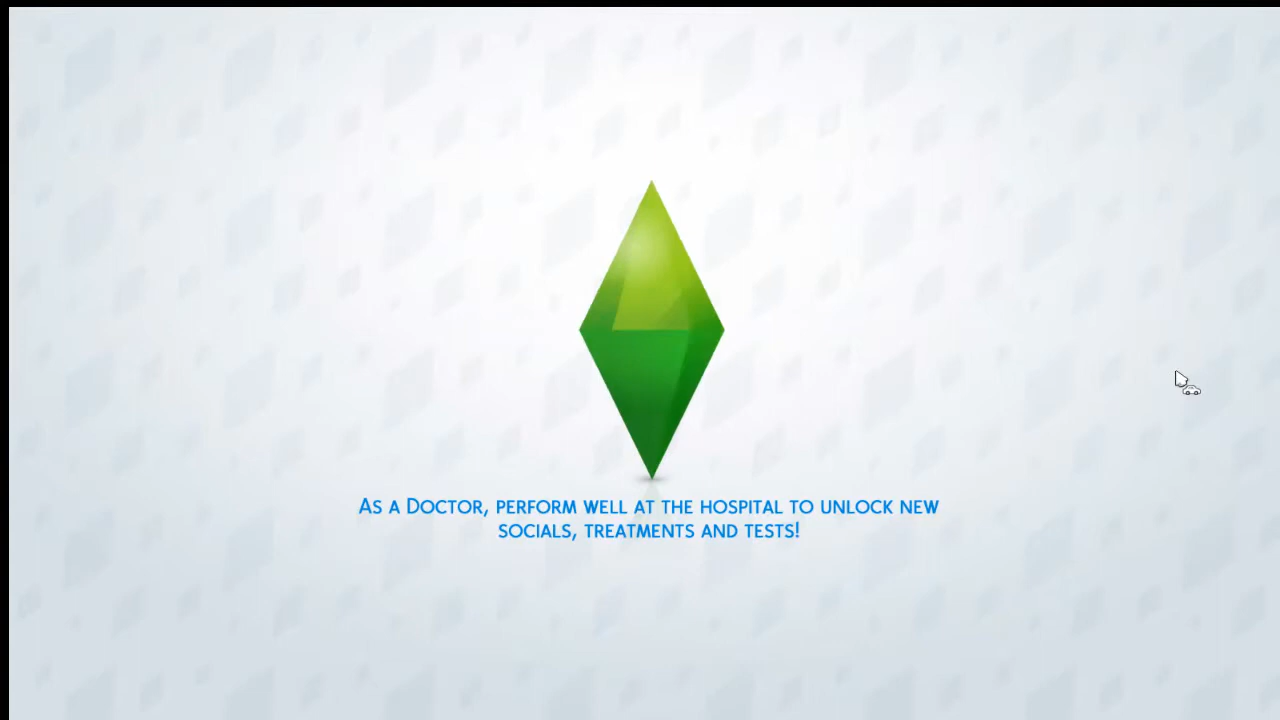 As a Doctor, perform well at the hospital to unlock new
socials, treatments and tests!